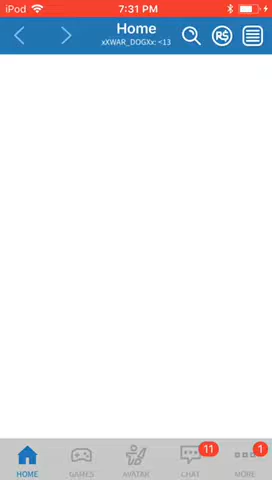 iPod 7:31 PM
Home
xXWAR_DOGXx: <13
R$
11
1
HOME GAMES AVATAR CHAT MORE